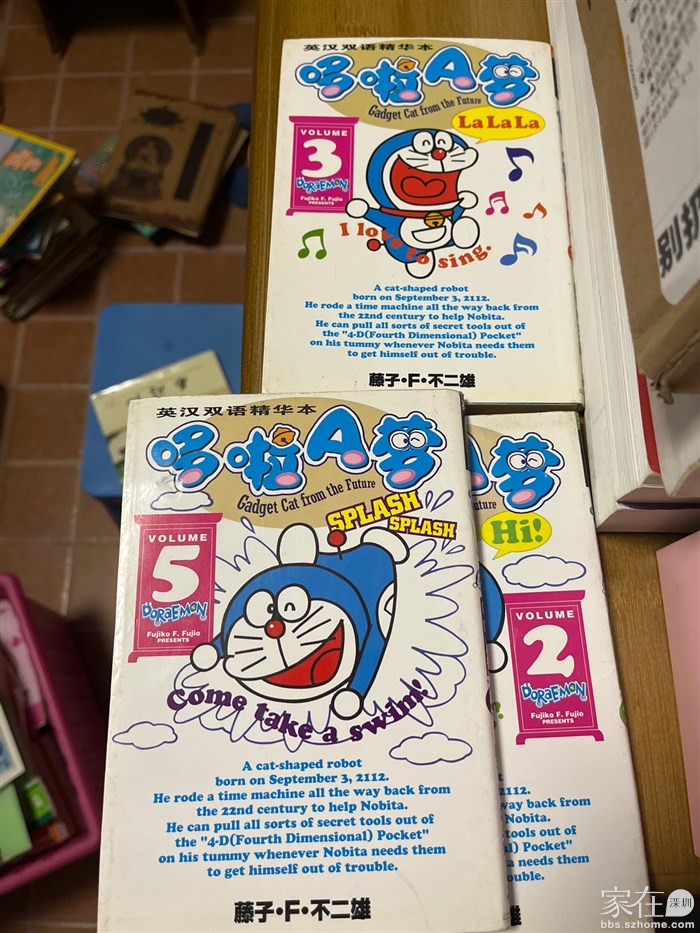 英汉双语精华本
哆啦A梦
Gadget Cat from the Future
LaLaLa
VOLUME
3
DORAEMON
Fujiko F. Fujio
PRESENTS
I love to sing.
A cat-shaped robot
born on September 3, 2112.
He rode a time machine all the way back from
the 22nd century to help Nobita.
He can pull all sorts of secret tools out of
the "4-D(Fourth Dimensional) Pocket"
on his tummy whenever Nobita needs them
to get himself out of trouble.
藤子・F・不二雄
英汉双语精华本
哆啦A梦
Gadget Cat from the Future
SPLASH
SPLASH
VOLUME
5
DORAEMON
Fujiko F. Fujio
PRESENTS
Come take a swim!
A cat-shaped robot
born on September 3, 2112.
He rode a time machine all the way back from
the 22nd century to help Nobita.
He can pull all sorts of secret tools out of
the "4-D(Fourth Dimensional) Pocket"
on his tummy whenever Nobita needs them
to get himself out of trouble.
藤子・F・不二雄
A梦
Future
Hi!
VOLUME
2
DORAEMON
Fujiko F. Fujio
PRESENTS
2112.
way back from
Nobita.
tools out of
Pocket"
needs them
trouble.
雄
别扔
家在深圳
bbs.szhome.com